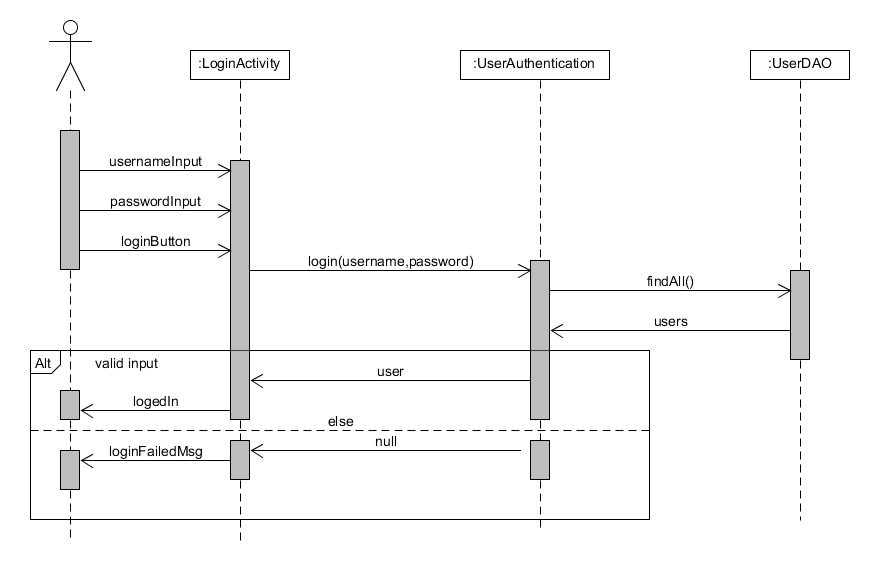 :LoginActivity
:UserAuthentication
:UserDAO
usernameInput
passwordInput
loginButton
login(username,password)
findAll()
users
Alt
valid input
user
logedIn
else
null
loginFailedMsg